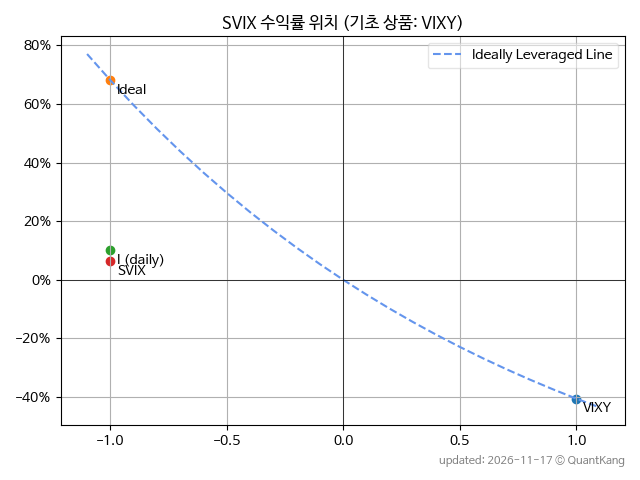 SVIX 수익률 위치 (기초 상품: VIXY)
Ideally Leveraged Line
80%
60%
40%
20%
0%
−20%
−40%
Ideal
I (daily)
SVIX
VIXY
−1.0
−0.5
0.0
0.5
1.0
updated: 2026-11-17 © QuantKang